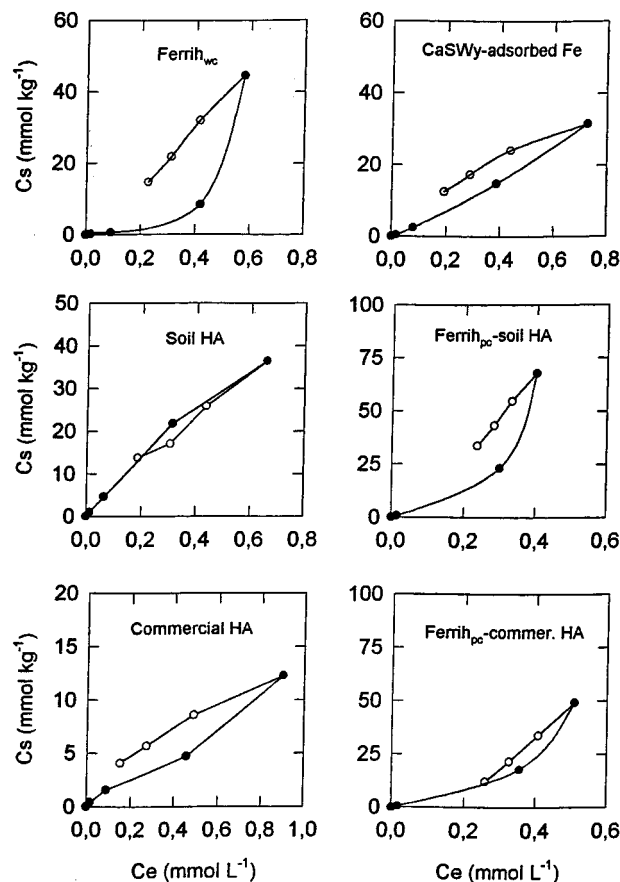 60
40
20
0
Cs (mmol kg⁻¹)
Ferrih_wc
0,0 0,2 0,4 0,6 0,8
60
40
20
0
CaSWy-adsorbed Fe
0,0 0,2 0,4 0,6 0,8
50
40
30
20
10
0
Cs (mmol kg⁻¹)
Soil HA
0,0 0,2 0,4 0,6 0,8
100
75
50
25
0
Ferrih_pc-soil HA
0,0 0,2 0,4 0,6
20
15
10
5
0
Cs (mmol kg⁻¹)
Commercial HA
0,0 0,2 0,4 0,6 0,8 1,0
Ce (mmol L⁻¹)
100
75
50
25
0
Ferrih_pc-commer. HA
0,0 0,2 0,4 0,6
Ce (mmol L⁻¹)